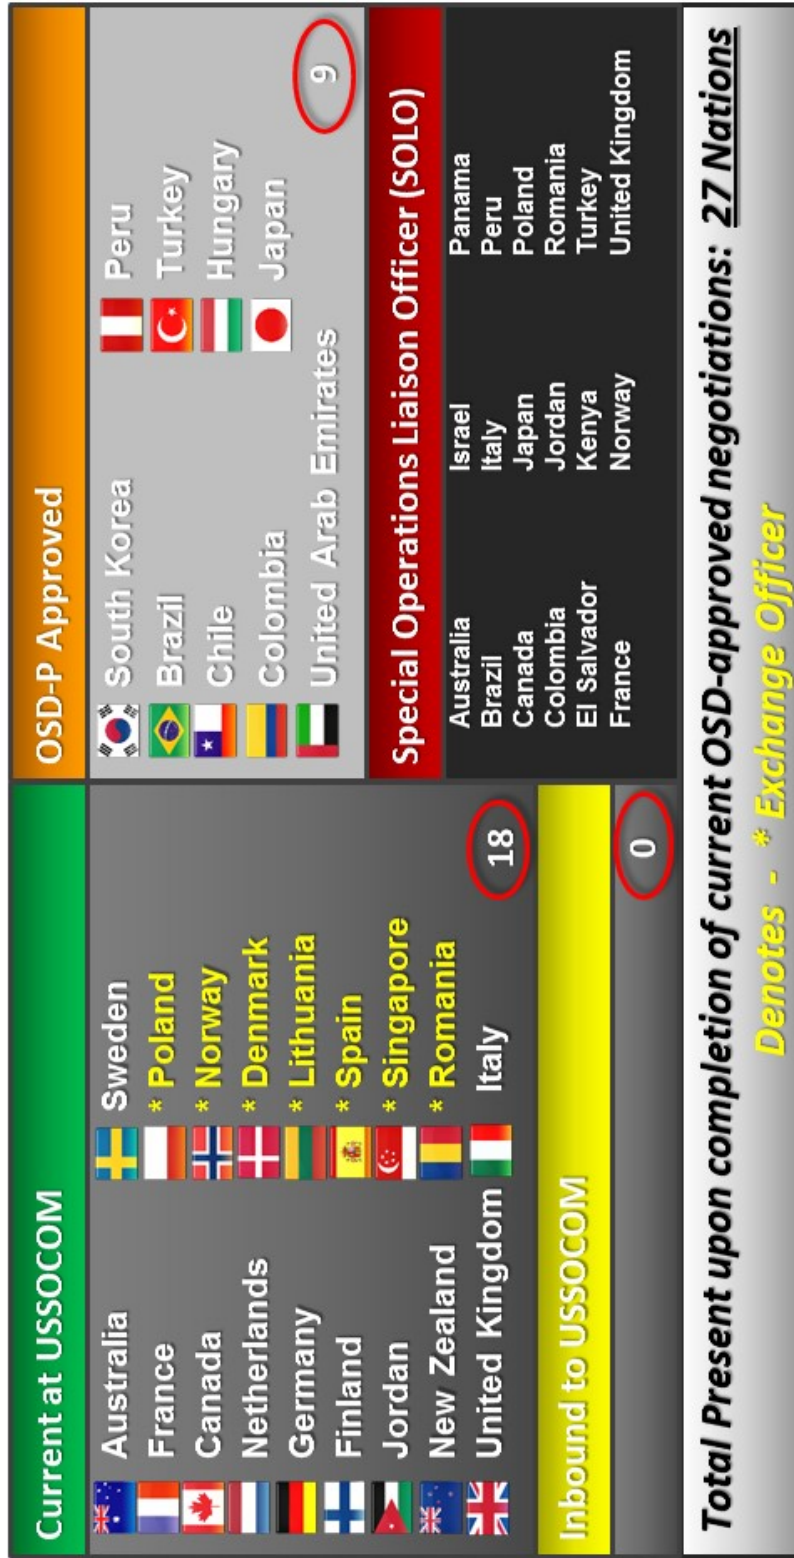 Current at USSOCOM
Australia
France
Canada
Netherlands
Germany
Finland
Jordan
New Zealand
United Kingdom
Sweden
* Poland
* Norway
* Denmark
* Lithuania
* Spain
* Singapore
* Romania
Italy
18
Inbound to USSOCOM
0
OSD-P Approved
South Korea
Brazil
Chile
Colombia
United Arab Emirates
Peru
Turkey
Hungary
Japan
9
Special Operations Liaison Officer (SOLO)
Australia
Brazil
Canada
Colombia
El Salvador
France
Israel
Italy
Japan
Jordan
Kenya
Norway
Panama
Peru
Poland
Romania
Turkey
United Kingdom
Total Present upon completion of current OSD-approved negotiations: 27 Nations
Denotes - * Exchange Officer